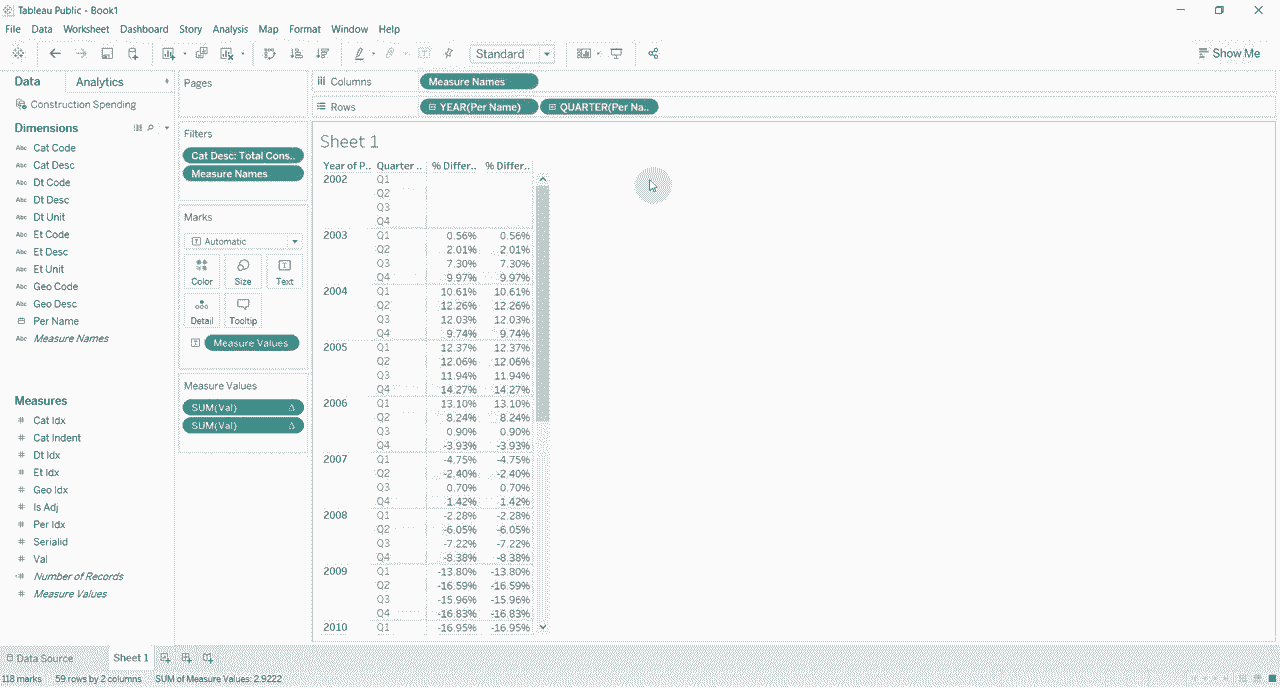 Tableau Public - Book1
File Data Worksheet Dashboard Story Analysis Map Format Window Help
Standard
Show Me
Data Analytics
Construction Spending
Dimensions
Cat Code
Cat Desc
Dt Code
Dt Desc
Dt Unit
Et Code
Et Desc
Et Unit
Geo Code
Geo Desc
Per Name
Measure Names
Measures
Cat Idx
Cat Indent
Dt Idx
Et Idx
Geo Idx
Is Adj
Per Idx
Serialid
Val
Number of Records
Measure Values
Pages
Filters
Cat Desc: Total Cons..
Measure Names
Marks
Automatic
Color Size Text
Detail Tooltip
Measure Values
Measure Values
SUM(Val)
SUM(Val)
Columns Measure Names
Rows YEAR(Per Name) QUARTER(Per Na..
Sheet 1
Year of P.. Quarter .. % Differ.. % Differ..
2002 Q1
Q2
Q3
Q4
2003 Q1 0.56% 0.56%
Q2 2.01% 2.01%
Q3 7.30% 7.30%
Q4 9.97% 9.97%
2004 Q1 10.61% 10.61%
Q2 12.26% 12.26%
Q3 12.03% 12.03%
Q4 9.74% 9.74%
2005 Q1 12.37% 12.37%
Q2 12.06% 12.06%
Q3 11.94% 11.94%
Q4 14.27% 14.27%
2006 Q1 13.10% 13.10%
Q2 8.24% 8.24%
Q3 0.90% 0.90%
Q4 -3.93% -3.93%
2007 Q1 -4.75% -4.75%
Q2 -2.40% -2.40%
Q3 0.70% 0.70%
Q4 1.42% 1.42%
2008 Q1 -2.28% -2.28%
Q2 -6.05% -6.05%
Q3 -7.22% -7.22%
Q4 -8.38% -8.38%
2009 Q1 -13.80% -13.80%
Q2 -16.59% -16.59%
Q3 -15.96% -15.96%
Q4 -16.83% -16.83%
2010 Q1 -16.95% -16.95%
Data Source Sheet 1
118 marks 59 rows by 2 columns SUM of Measure Values: 2.9222